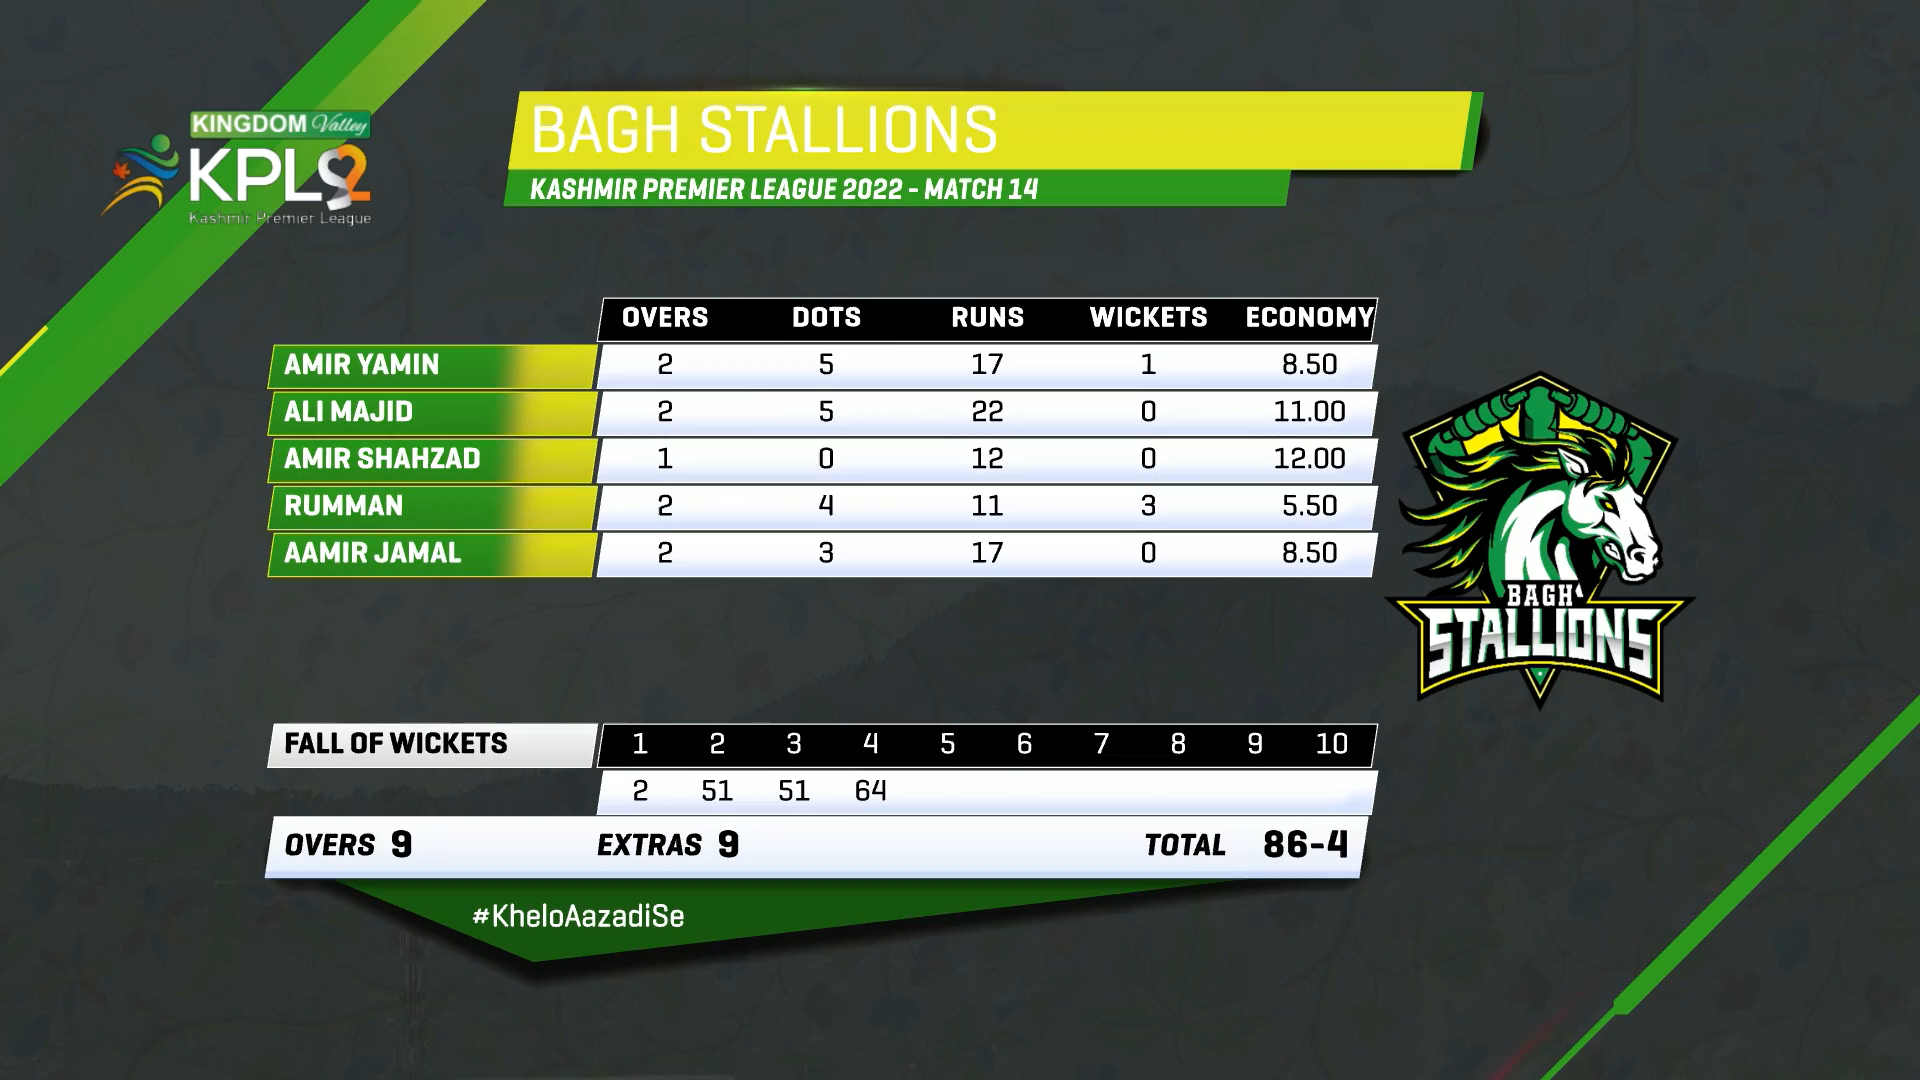 KINGDOM Valley
KPL2
Kashmir Premier League
BAGH STALLIONS
KASHMIR PREMIER LEAGUE 2022 - MATCH 14
OVERS DOTS RUNS WICKETS ECONOMY
AMIR YAMIN 2 5 17 1 8.50
ALI MAJID 2 5 22 0 11.00
AMIR SHAHZAD 1 0 12 0 12.00
RUMMAN 2 4 11 3 5.50
AAMIR JAMAL 2 3 17 0 8.50
BAGH
STALLIONS
FALL OF WICKETS 1 2 3 4 5 6 7 8 9 10
2 51 51 64
OVERS 9 EXTRAS 9 TOTAL 86-4
#KheloAazadiSe